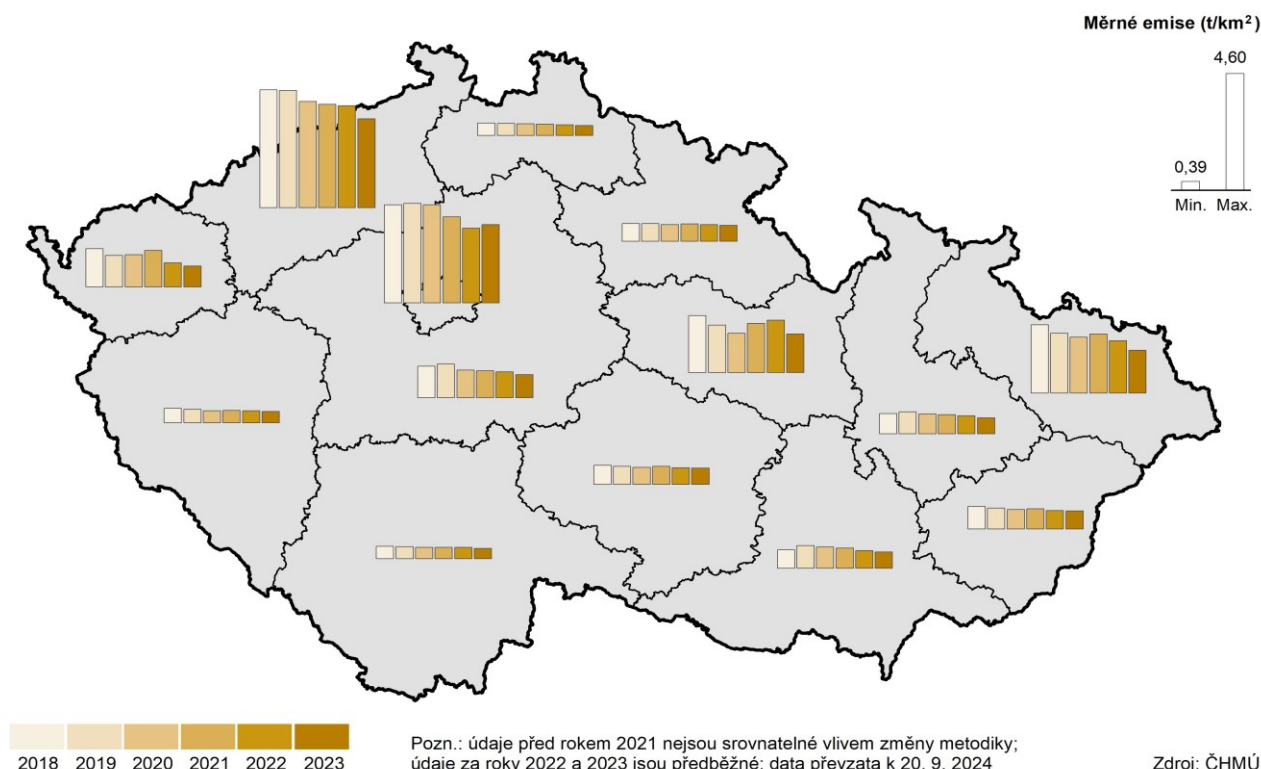 Měrné emise (t/km²)
4,60
0,39
Min. Max.
2018 2019 2020 2021 2022 2023
Pozn.: údaje před rokem 2021 nejsou srovnatelné vlivem změny metodiky;
údaje za roky 2022 a 2023 jsou předběžné; data převzata k 20. 9. 2024
Zdroj: ČHMÚ